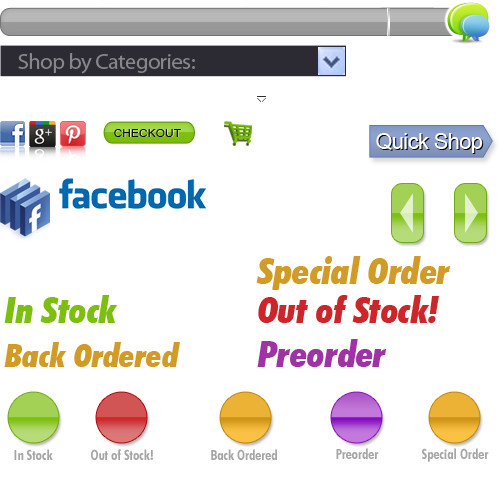 Shop by Categories:
f g+ p
CHECKOUT
Quick Shop
f facebook
Special Order
In Stock
Out of Stock!
Back Ordered
Preorder
In Stock
Out of Stock!
Back Ordered
Preorder
Special Order